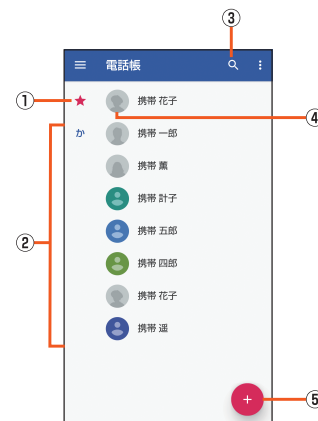 ③
電話帳
①
携帯 花子
④
か
携帯 一郎
携帯 薫
携帯 計子
②
携帯 五郎
携帯 四郎
携帯 花子
携帯 遥
⑤